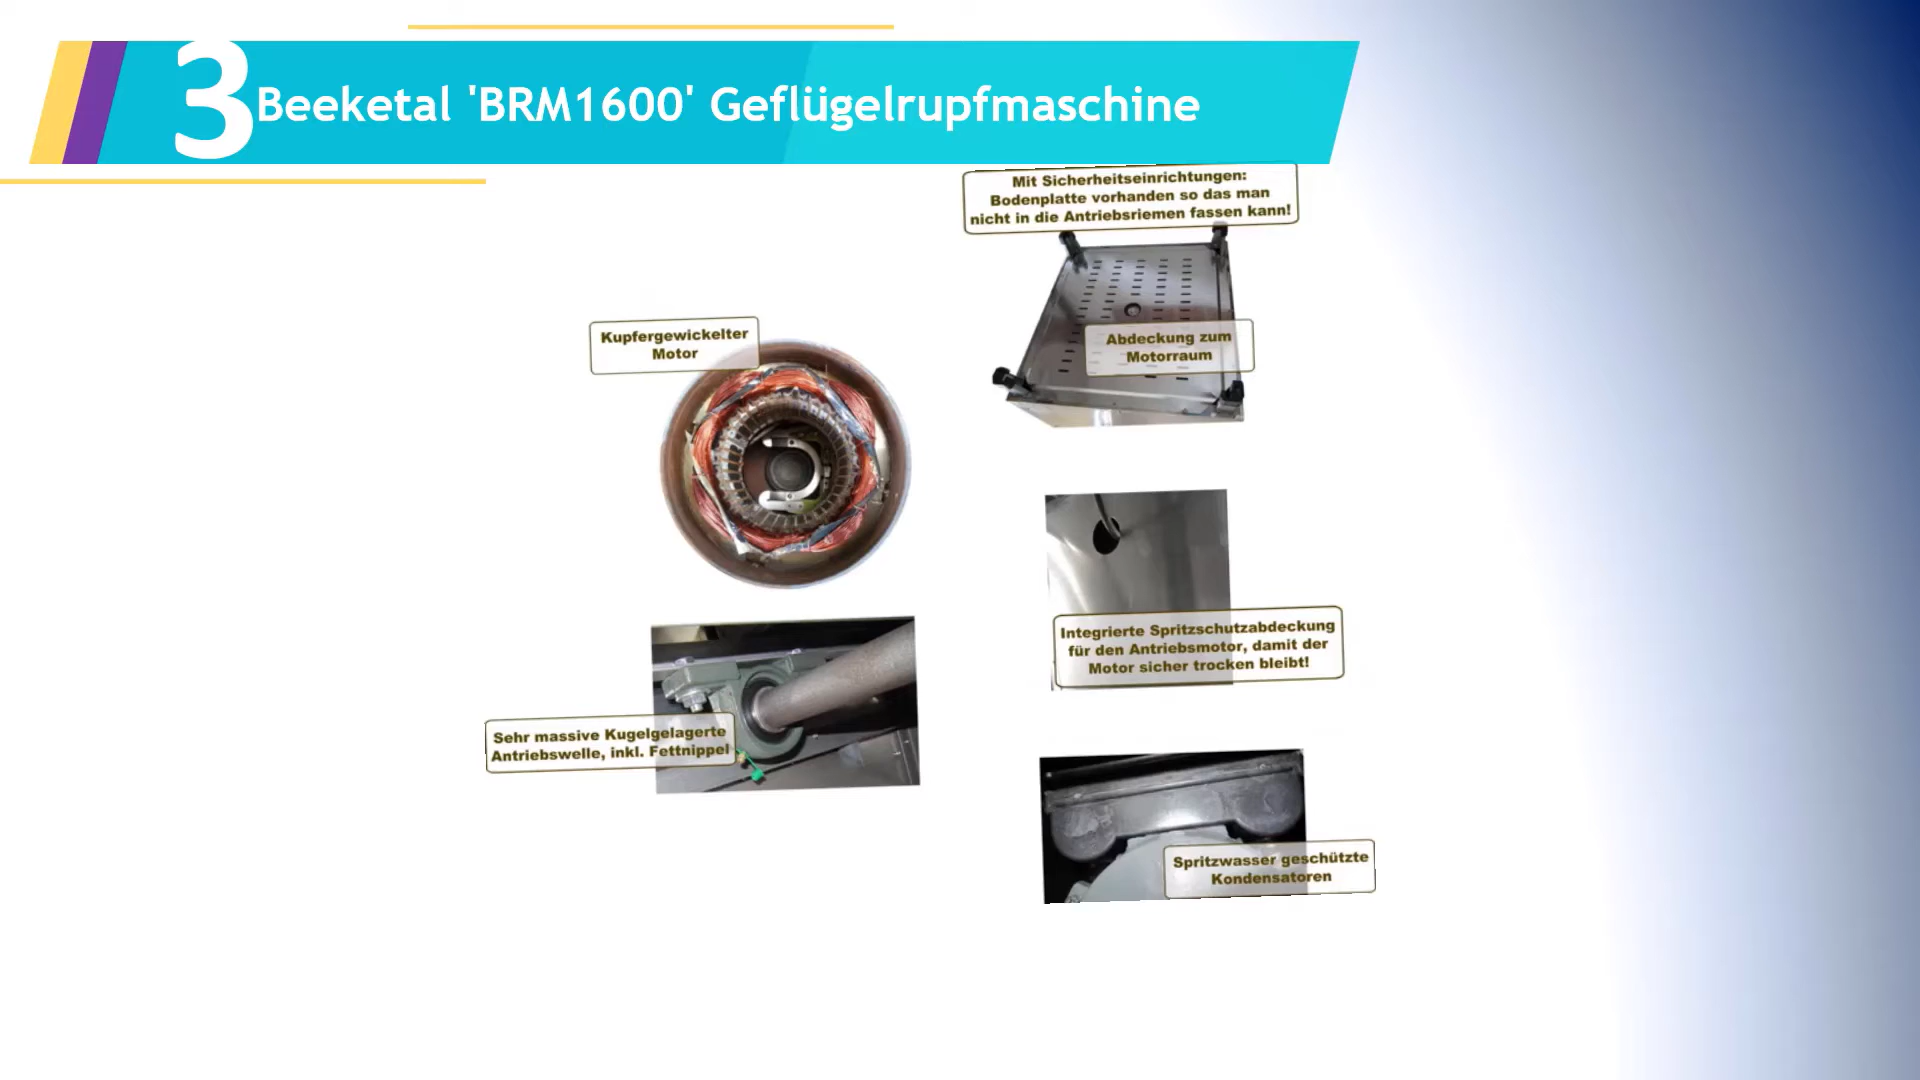 3 Beeketal 'BRM1600' Geflügelrupfmaschine
Mit Sicherheitseinrichtungen:
Bodenplatte vorhanden so das man
nicht in die Antriebsriemen fassen kann!
Kupfergewickelter
Motor
Abdeckung zum
Motorraum
Integrierte Spritzschutzabdeckung
für den Antriebsmotor, damit der
Motor sicher trocken bleibt!
Sehr massive Kugelgelagerte
Antriebswelle, inkl. Fettnippel
Spritzwasser geschützte
Kondensatoren